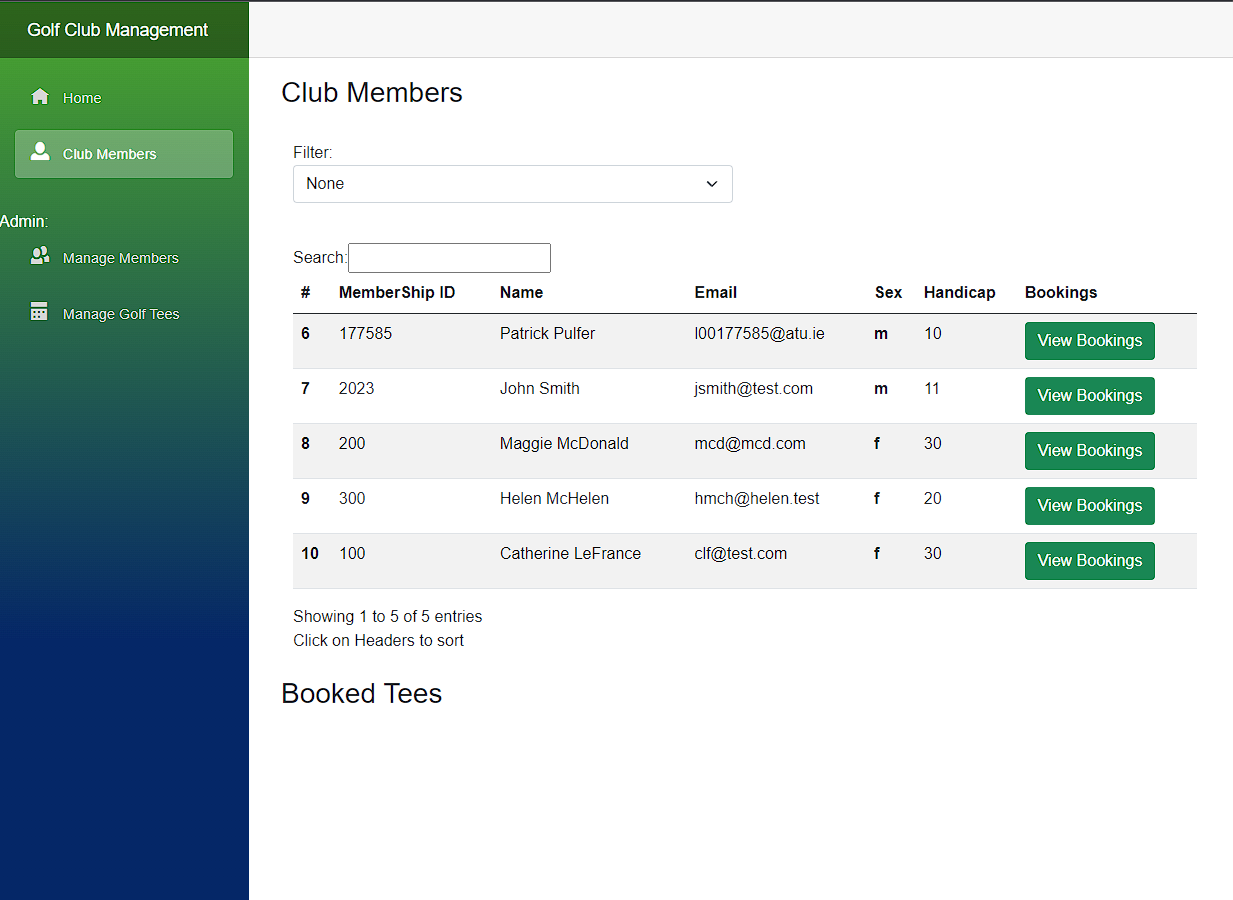 Golf Club Management
Home
Club Members
Admin:
Manage Members
Manage Golf Tees
Club Members
Filter:
None
Search:
# MemberShip ID Name Email Sex Handicap Bookings
6 177585 Patrick Pulfer l00177585@atu.ie m 10 View Bookings
7 2023 John Smith jsmith@test.com m 11 View Bookings
8 200 Maggie McDonald mcd@mcd.com f 30 View Bookings
9 300 Helen McHelen hmch@helen.test f 20 View Bookings
10 100 Catherine LeFrance clf@test.com f 30 View Bookings
Showing 1 to 5 of 5 entries
Click on Headers to sort
Booked Tees